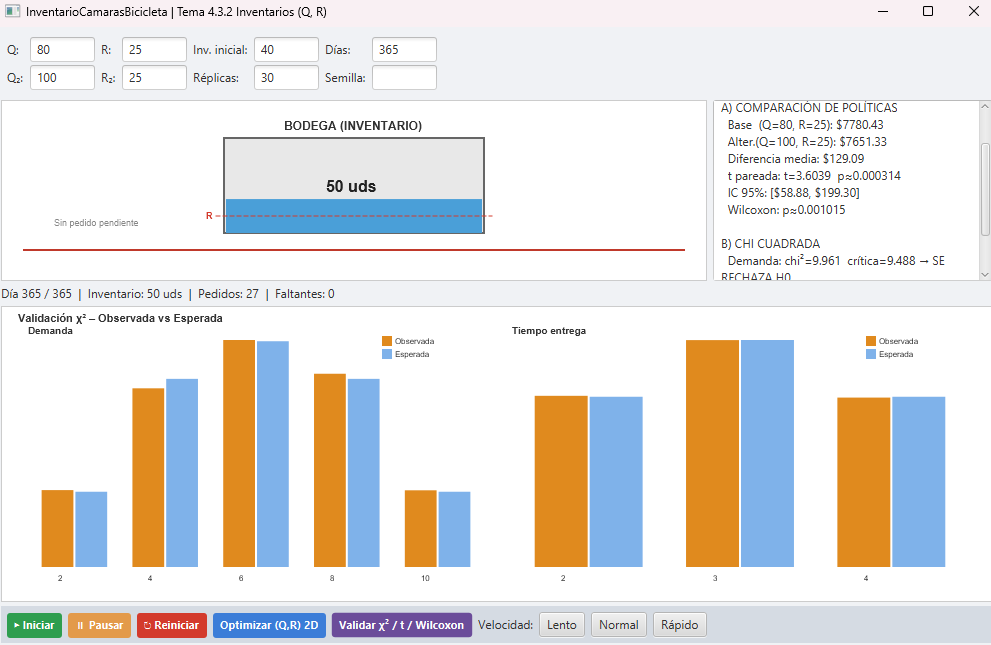 InventarioCamarasBicicleta | Tema 4.3.2 Inventarios (Q, R)
Q: 80 R: 25 Inv. inicial: 40 Días: 365
Q₂: 100 R₂: 25 Réplicas: 30 Semilla:
BODEGA (INVENTARIO)
50 uds
R
Sin pedido pendiente
A) COMPARACIÓN DE POLÍTICAS
Base (Q=80, R=25): $7780.43
Alter.(Q=100, R=25): $7651.33
Diferencia media: $129.09
t pareada: t=3.6039 p≈0.000314
IC 95%: [$58.88, $199.30]
Wilcoxon: p≈0.001015
B) CHI CUADRADA
Demanda: chi²=9.961 crítica=9.488 → SE
RECHAZA H0
Día 365 / 365 | Inventario: 50 uds | Pedidos: 27 | Faltantes: 0
Validación χ² – Observada vs Esperada
Demanda
Observada
Esperada
2 4 6 8 10
Tiempo entrega
Observada
Esperada
2 3 4
Iniciar Pausar Reiniciar Optimizar (Q,R) 2D Validar χ² / t / Wilcoxon Velocidad: Lento Normal Rápido